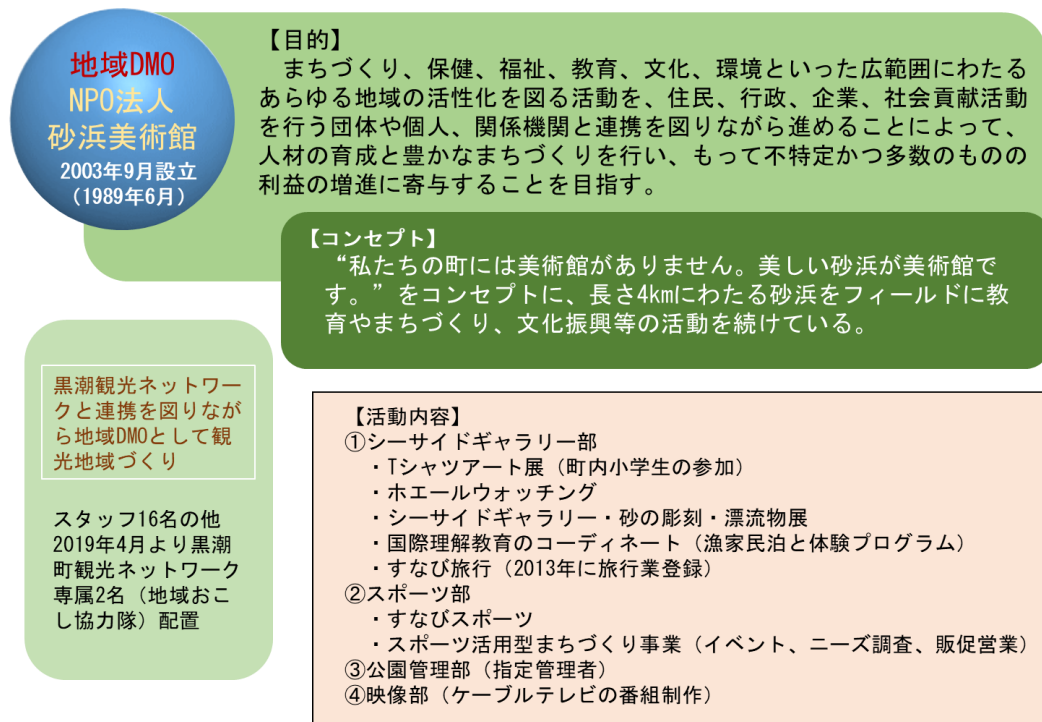 地域DMO
NPO法人
砂浜美術館
2003年9月設立
（1989年6月）
【目的】
　まちづくり、保健、福祉、教育、文化、環境といった広範囲にわたる
あらゆる地域の活性化を図る活動を、住民、行政、企業、社会貢献活動
を行う団体や個人、関係機関と連携を図りながら進めることによって、
人材の育成と豊かなまちづくりを行い、もって不特定かつ多数のものの
利益の増進に寄与することを目指す。
【コンセプト】
“私たちの町には美術館がありません。美しい砂浜が美術館で
す。”をコンセプトに、長さ4kmにわたる砂浜をフィールドに教
育やまちづくり、文化振興等の活動を続けている。
黒潮観光ネットワー
クと連携を図りなが
ら地域DMOとして観
光地域づくり
スタッフ16名の他
2019年4月より黒潮
町観光ネットワーク
専属2名（地域おこ
し協力隊）配置
【活動内容】
①シーサイドギャラリー部
・Tシャツアート展（町内小学生の参加）
・ホエールウォッチング
・シーサイドギャラリー・砂の彫刻・漂流物展
・国際理解教育のコーディネート（漁家民泊と体験プログラム）
・すなび旅行（2013年に旅行業登録）
②スポーツ部
・すなびスポーツ
・スポーツ活用型まちづくり事業（イベント、ニーズ調査、販促営業）
③公園管理部（指定管理者）
④映像部（ケーブルテレビの番組制作）